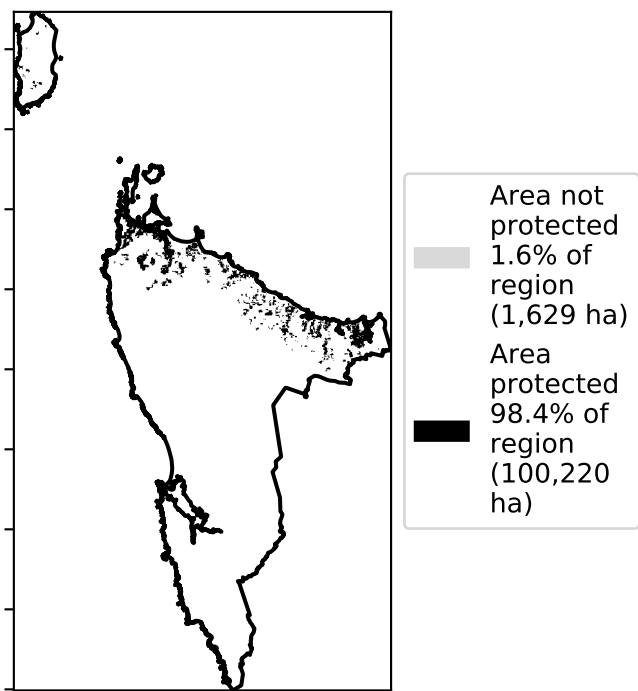 Area not
protected
1.6% of
region
(1,629 ha)
Area
protected
98.4% of
region
(100,220
ha)